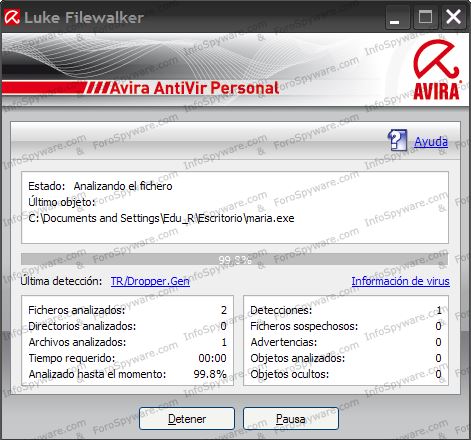 Luke Filewalker
Avira AntiVir Personal
AVIRA
Ayuda
Estado: Analizando el fichero
Último objeto:
C:\Documents and Settings\Edu_R\Escritorio\maria.exe
99.8%
Última detección: TR/Dropper.Gen
Información de virus
Ficheros analizados: 2
Directorios analizados: 0
Archivos analizados: 1
Tiempo requerido: 00:00
Analizado hasta el momento: 99.8%
Detecciones: 1
Ficheros sospechosos: 0
Advertencias: 0
Objetos analizados: 0
Objetos ocultos: 0
Detener
Pausa
InfoSpyware.com
&
ForoSpyware.com